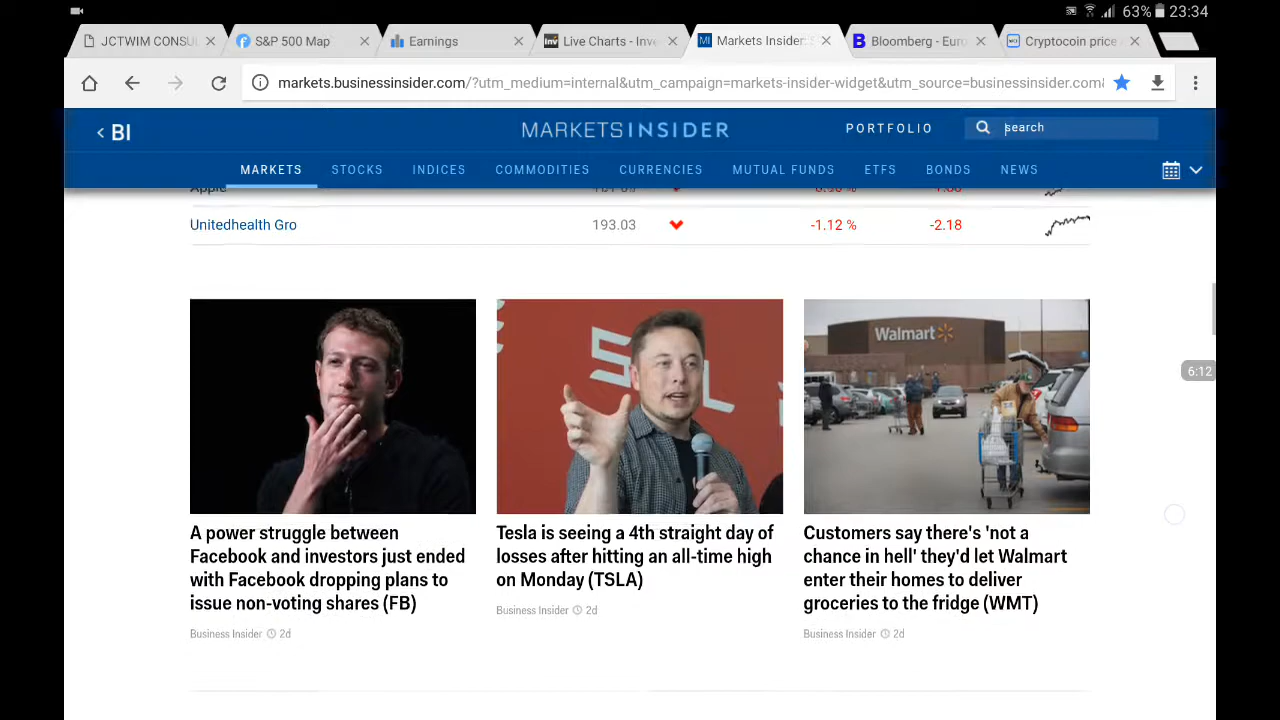 63% 23:34
JCTWIM CONSUL
S&P 500 Map
Earnings
Live Charts - Inve
Markets Insider:
Bloomberg - Euro
Cryptocoin price
markets.businessinsider.com/?utm_medium=internal&utm_campaign=markets-insider-widget&utm_source=businessinsider.com&
< BI
MARKETS INSIDER
PORTFOLIO
search
MARKETS STOCKS INDICES COMMODITIES CURRENCIES MUTUAL FUNDS ETFS BONDS NEWS
Apple
Unitedhealth Gro 193.03 -1.12 % -2.18
Walmart
6:12
A power struggle between
Facebook and investors just ended
with Facebook dropping plans to
issue non-voting shares (FB)
Business Insider 2d
Tesla is seeing a 4th straight day of
losses after hitting an all-time high
on Monday (TSLA)
Business Insider 2d
Customers say there's 'not a
chance in hell' they'd let Walmart
enter their homes to deliver
groceries to the fridge (WMT)
Business Insider 2d